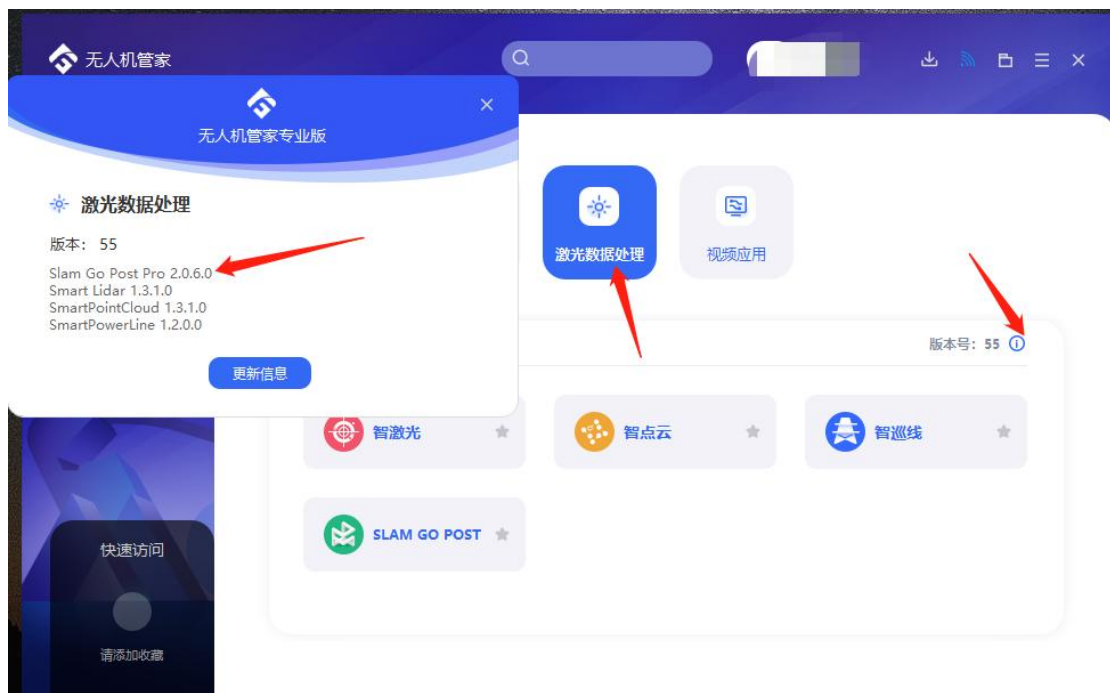 无人机管家
无人机管家专业版
激光数据处理
版本： 55
Slam Go Post Pro 2.0.6.0
Smart Lidar 1.3.1.0
SmartPointCloud 1.3.1.0
SmartPowerLine 1.2.0.0
更新信息
激光数据处理
视频应用
版本号： 55
智激光
智点云
智巡线
SLAM GO POST
快速访问
请添加收藏